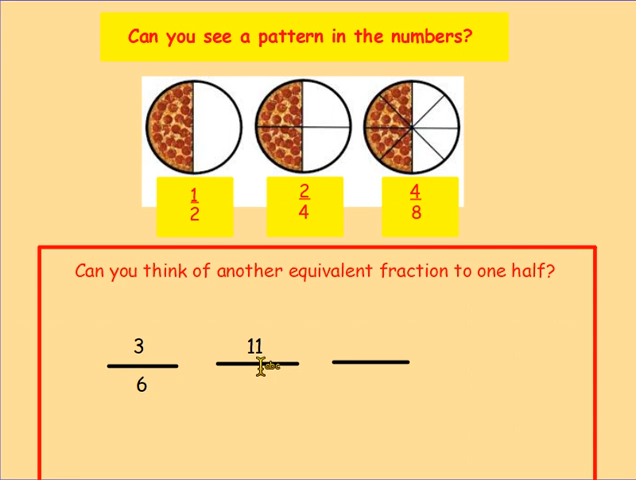 Can you see a pattern in the numbers?
1 2 4
2 4 8
Can you think of another equivalent fraction to one half?
3 11
abc
6